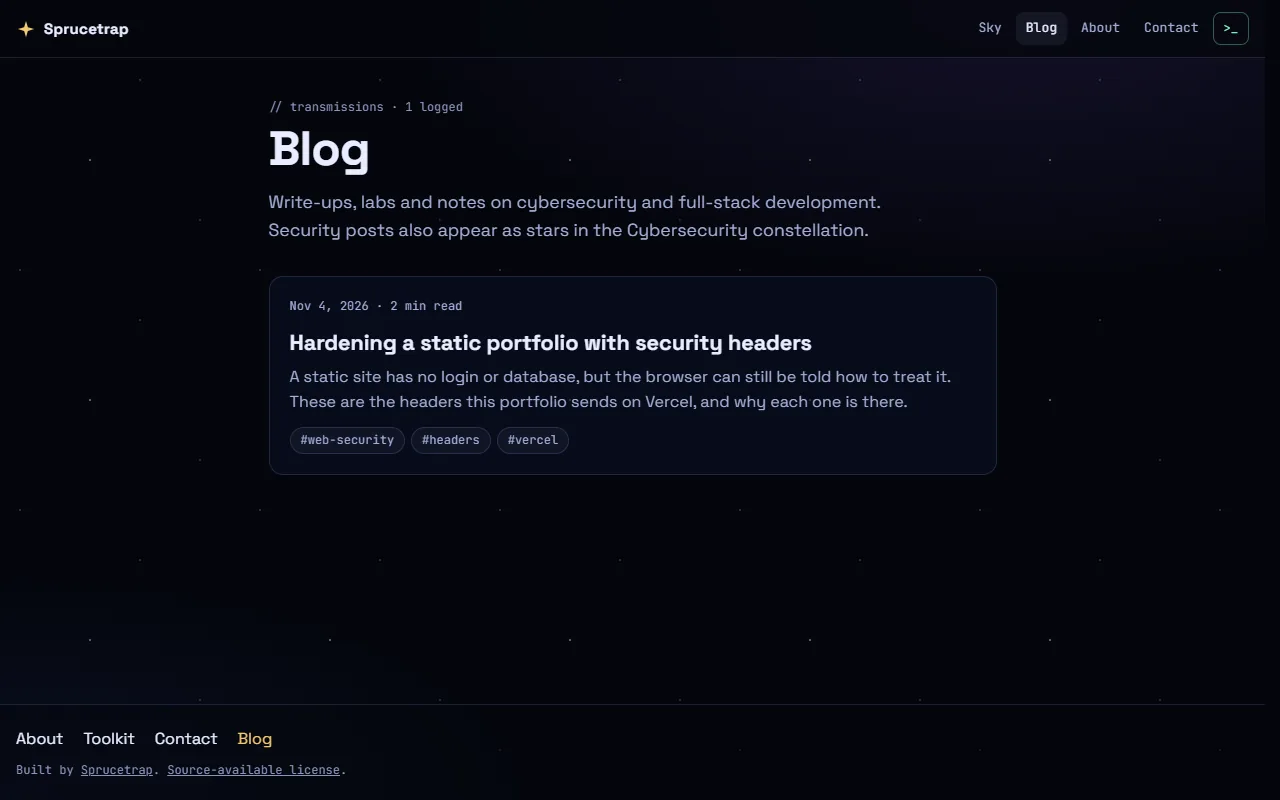 Sprucetrap
Sky Blog About Contact >_
// transmissions · 1 logged
Blog
Write-ups, labs and notes on cybersecurity and full-stack development.
Security posts also appear as stars in the Cybersecurity constellation.
Nov 4, 2026 · 2 min read
Hardening a static portfolio with security headers
A static site has no login or database, but the browser can still be told how to treat it.
These are the headers this portfolio sends on Vercel, and why each one is there.
#web-security #headers #vercel
About Toolkit Contact Blog
Built by Sprucetrap. Source-available license.